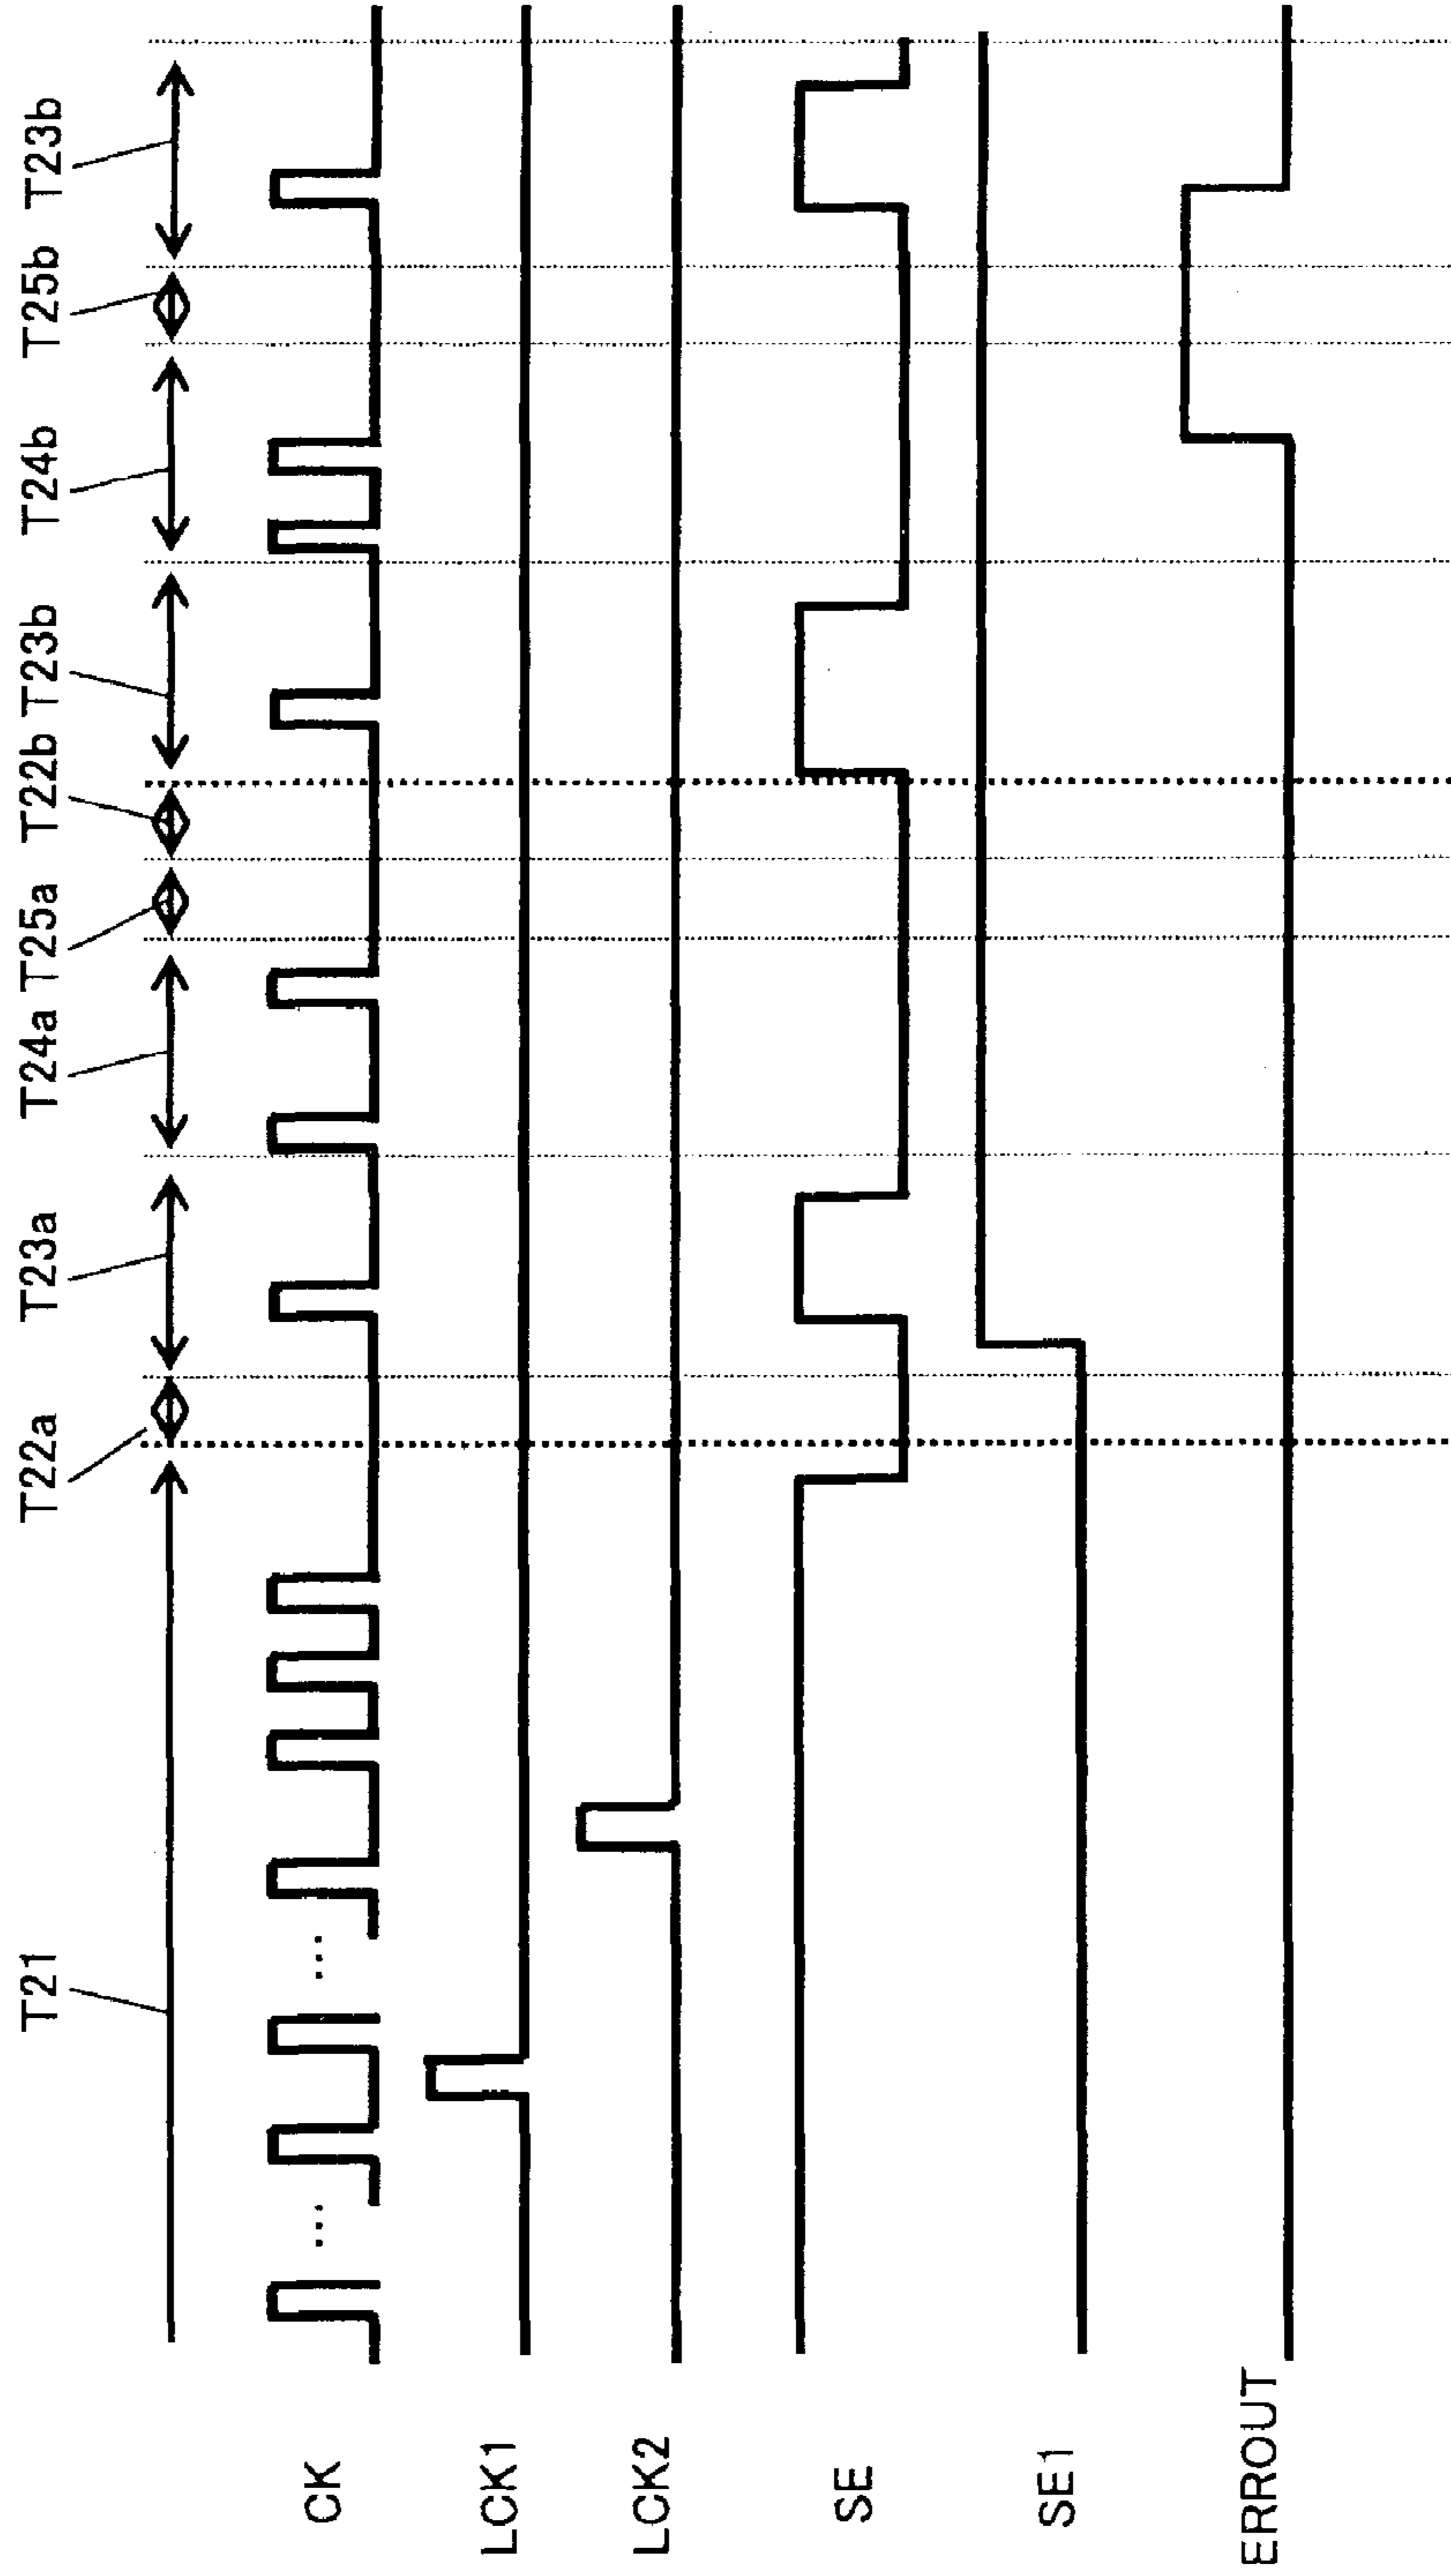 T21
T22a
T23a
T24a
T25a
T22b
T23b
T24b
T25b
T23b
CK
...
...
LCK1
LCK2
SE
SE1
ERROUT